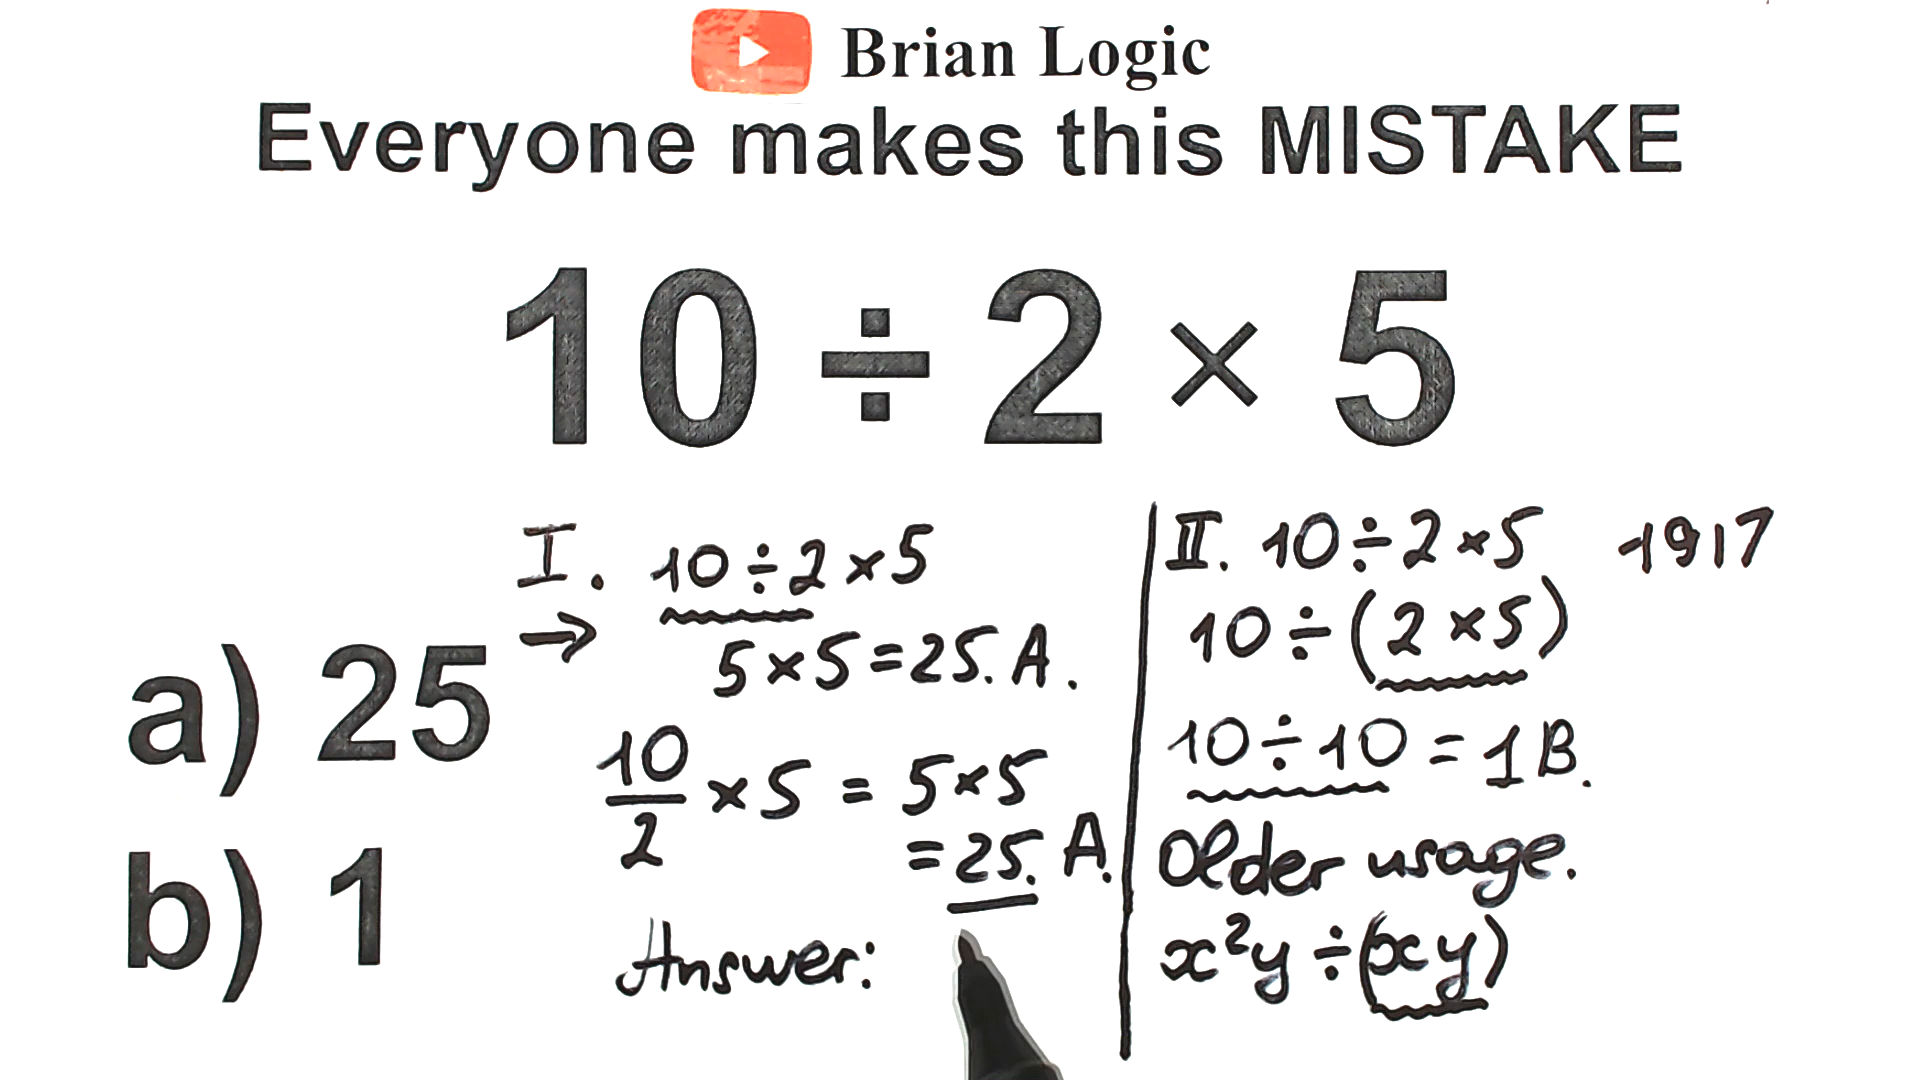 Brian Logic
Everyone makes this MISTAKE
10 ÷ 2 × 5
a) 25
b) 1
I. 10 ÷ 2 × 5
→ 5 × 5 = 25. A.
10/2 × 5 = 5 × 5
= 25. A.
Answer:
II. 10 ÷ 2 × 5 1917
10 ÷ (2 × 5)
10 ÷ 10 = 1 B.
Older usage.
x²y ÷ (xy)